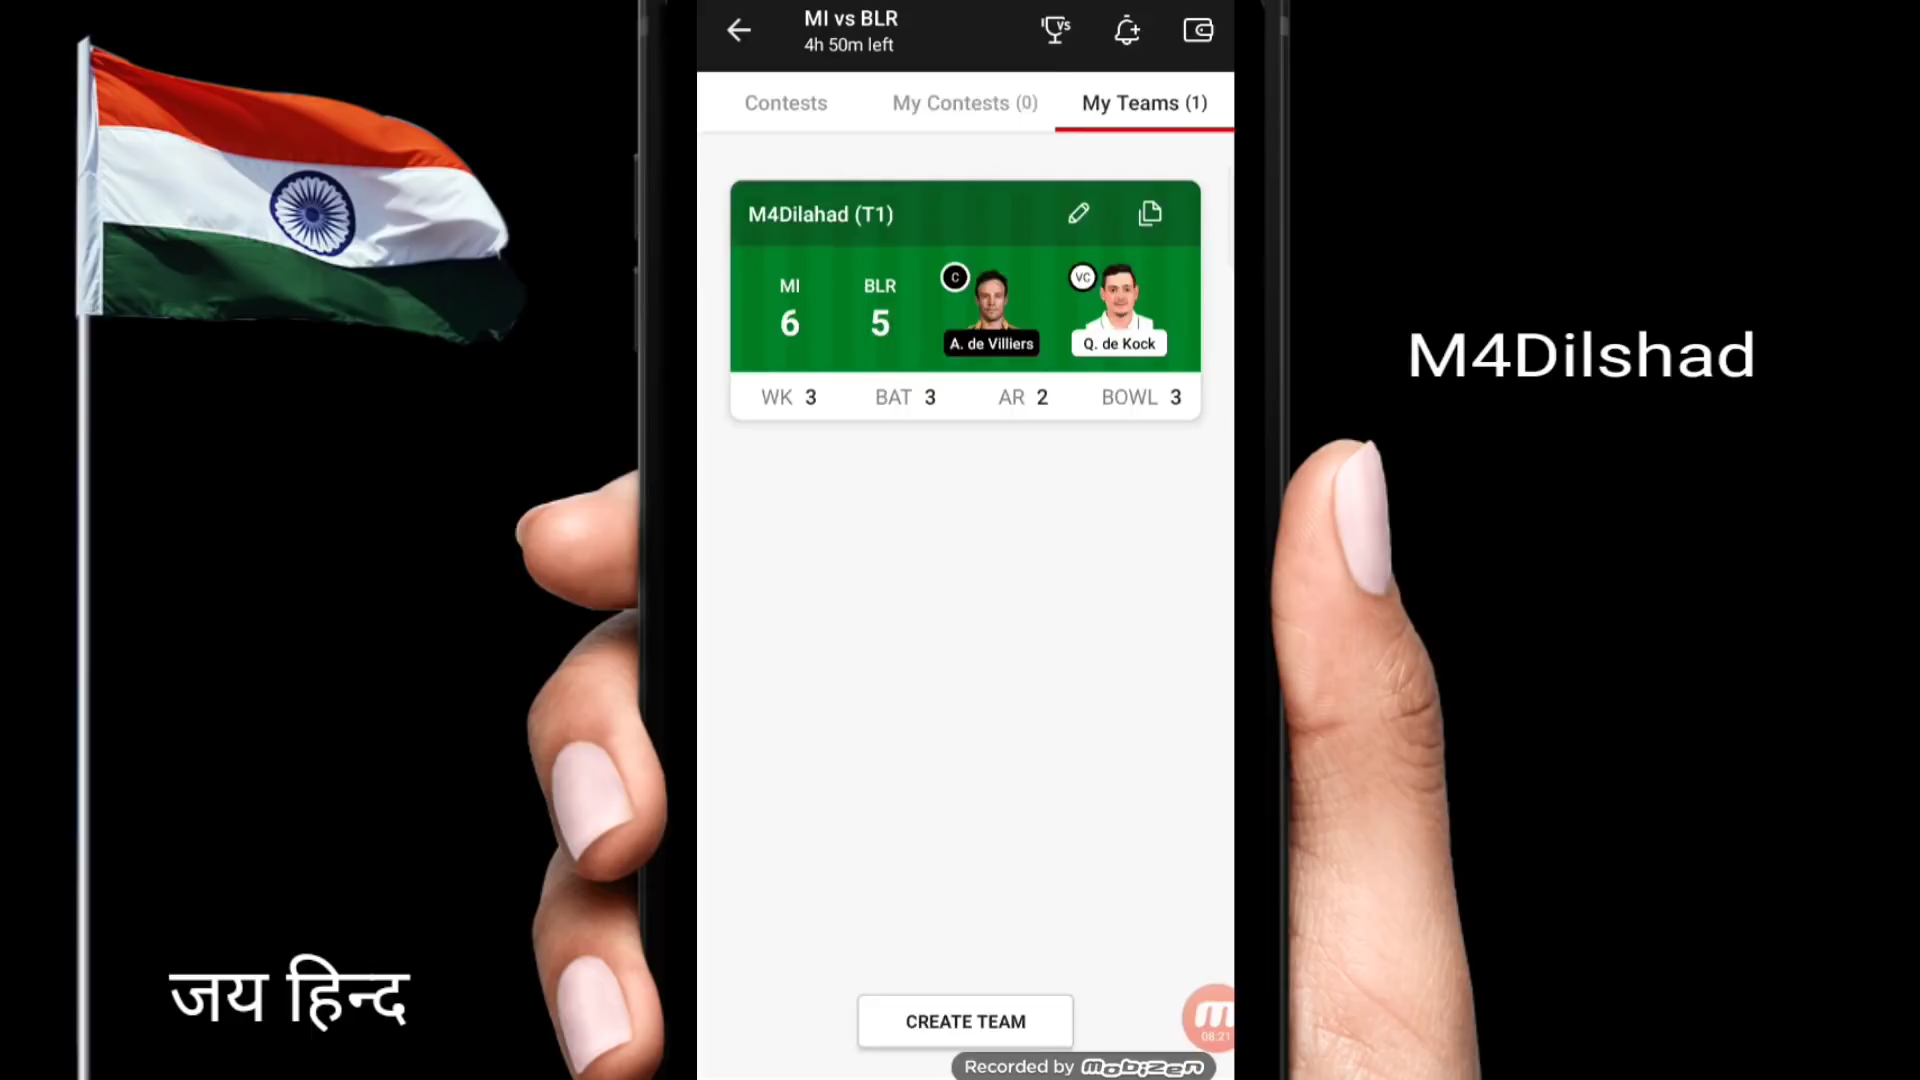 MI vs BLR
4h 50m left
VS
Contests
My Contests (0)
My Teams (1)
M4Dilahad (T1)
MI
6
BLR
5
C
A. de Villiers
VC
Q. de Kock
WK 3
BAT 3
AR 2
BOWL 3
M4Dilshad
जय हिन्द
CREATE TEAM
m
08:21
Recorded by mobizen